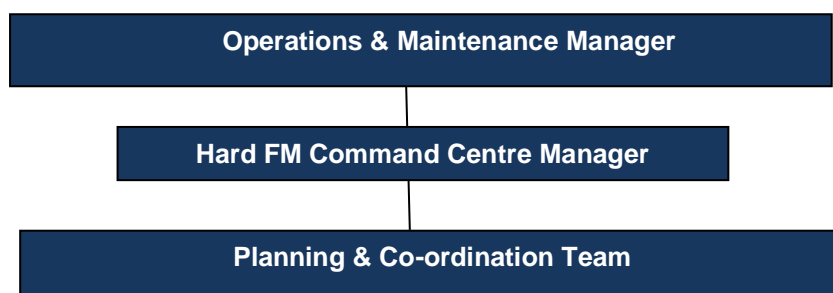 Operations & Maintenance Manager
Hard FM Command Centre Manager
Planning & Co-ordination Team